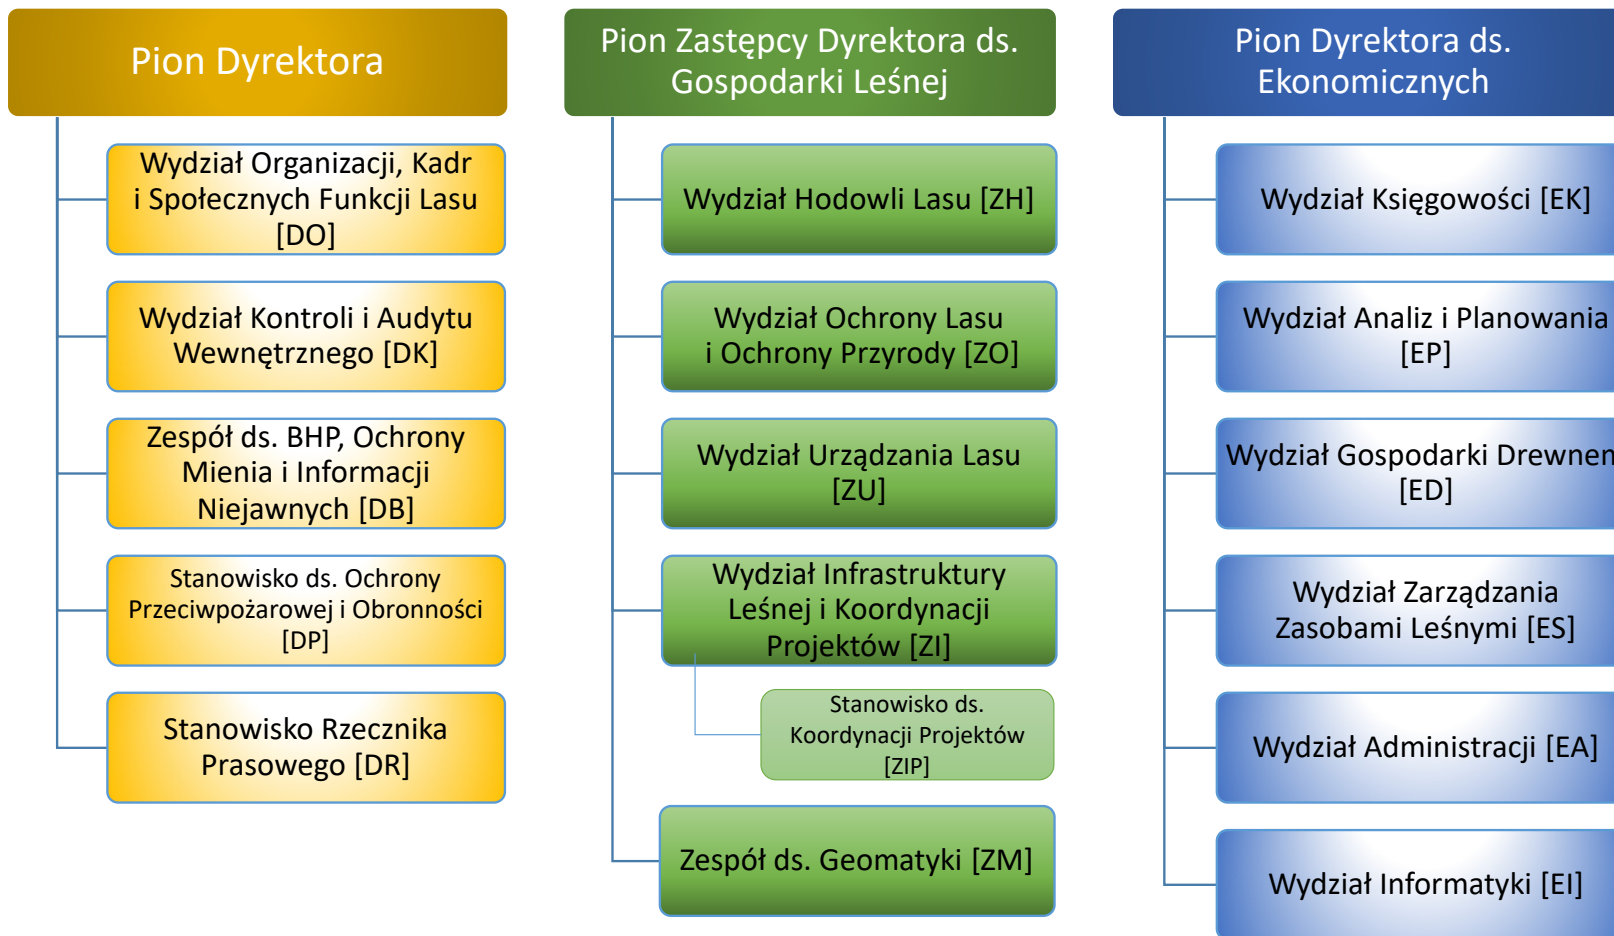 Pion Dyrektora
Wydział Organizacji, Kadr
i Społecznych Funkcji Lasu
[DO]
Wydział Kontroli i Audytu
Wewnętrznego [DK]
Zespół ds. BHP, Ochrony
Mienia i Informacji
Niejawnych [DB]
Stanowisko ds. Ochrony
Przeciwpożarowej i Obronności
[DP]
Stanowisko Rzecznika
Prasowego [DR]
Pion Zastępcy Dyrektora ds.
Gospodarki Leśnej
Wydział Hodowli Lasu [ZH]
Wydział Ochrony Lasu
i Ochrony Przyrody [ZO]
Wydział Urządzania Lasu
[ZU]
Wydział Infrastruktury
Leśnej i Koordynacji
Projektów [ZI]
Stanowisko ds.
Koordynacji Projektów
[ZIP]
Zespół ds. Geomatyki [ZM]
Pion Dyrektora ds.
Ekonomicznych
Wydział Księgowości [EK]
Wydział Analiz i Planowania
[EP]
Wydział Gospodarki Drewnem
[ED]
Wydział Zarządzania
Zasobami Leśnymi [ES]
Wydział Administracji [EA]
Wydział Informatyki [EI]